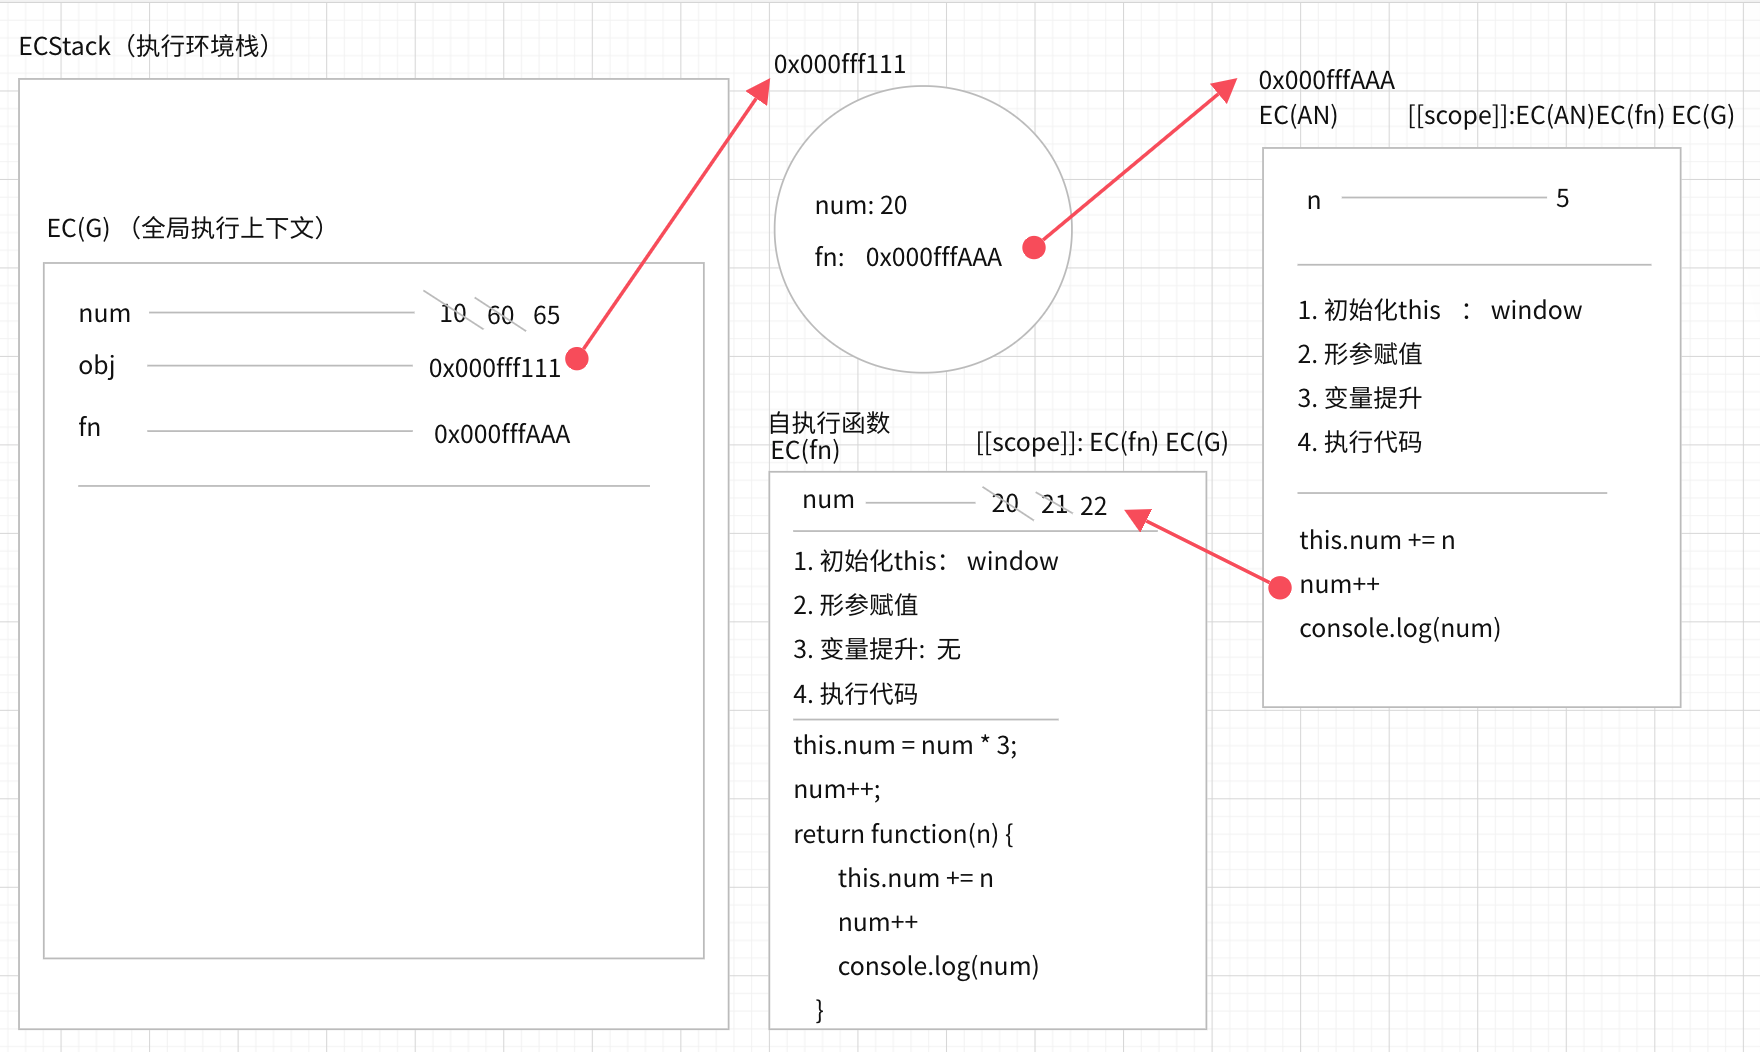 ECStack（执行环境栈）
EC(G) （全局执行上下文）
num 10 60 65
obj 0x000fff111
fn 0x000fffAAA
0x000fff111
num: 20
fn: 0x000fffAAA
自执行函数
EC(fn) [[scope]]: EC(fn) EC(G)
num 20 21 22
1. 初始化this： window
2. 形参赋值
3. 变量提升: 无
4. 执行代码
this.num = num * 3;
num++;
return function(n) {
this.num += n
num++
console.log(num)
}
0x000fffAAA
EC(AN) [[scope]]:EC(AN)EC(fn) EC(G)
n 5
1. 初始化this ： window
2. 形参赋值
3. 变量提升
4. 执行代码
this.num += n
num++
console.log(num)